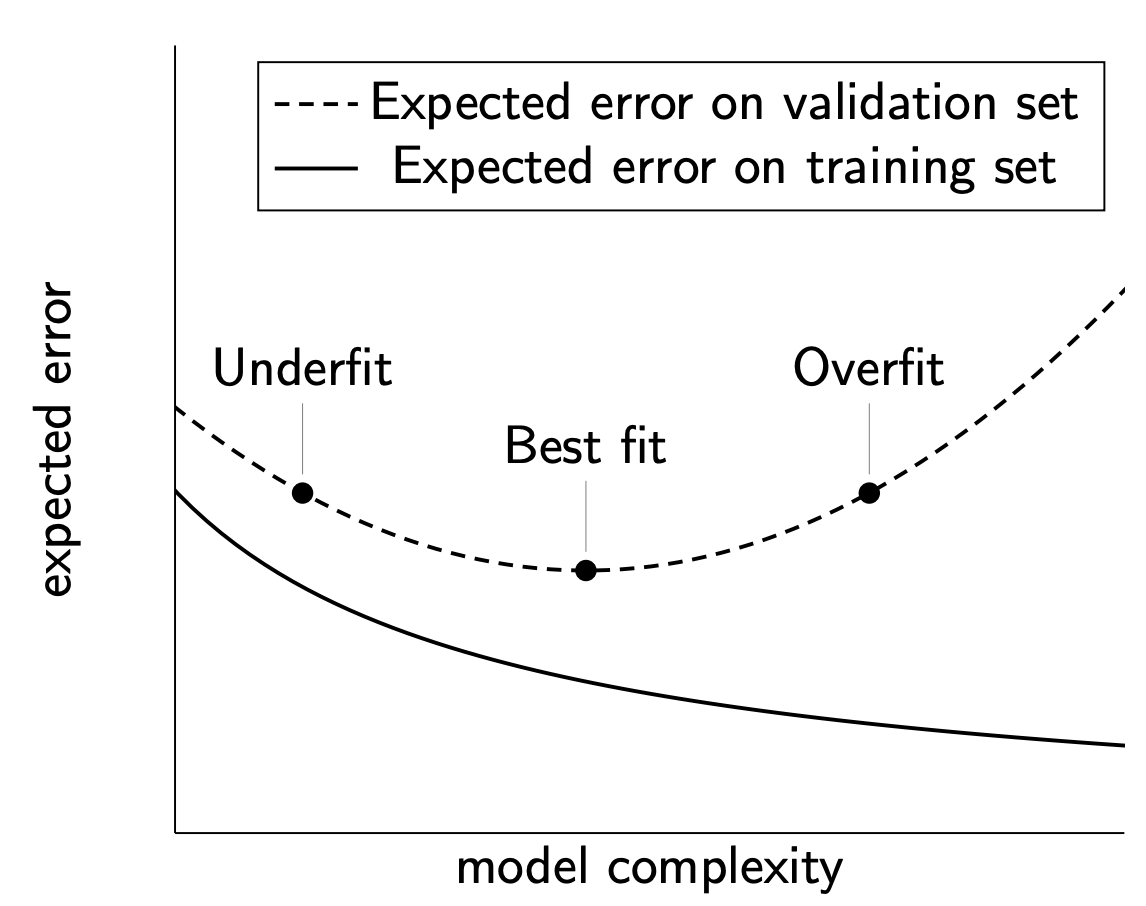 Expected error on validation set
Expected error on training set
expected error
Underfit
Overfit
Best fit
model complexity